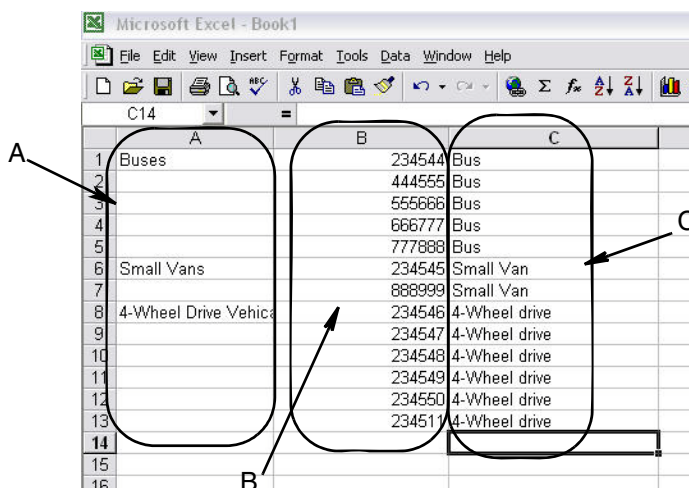 Microsoft Excel - Book1
File Edit View Insert Format Tools Data Window Help
ABC Σ fx A Z Z A
C14 =
A B C
1 Buses 234544 Bus
2 444555 Bus
3 555666 Bus
4 666777 Bus
5 777888 Bus
6 Small Vans 234545 Small Van
7 888999 Small Van
8 4-Wheel Drive Vehica 234546 4-Wheel drive
9 234547 4-Wheel drive
10 234548 4-Wheel drive
11 234549 4-Wheel drive
12 234550 4-Wheel drive
13 234511 4-Wheel drive
14
15
16
A
C
B